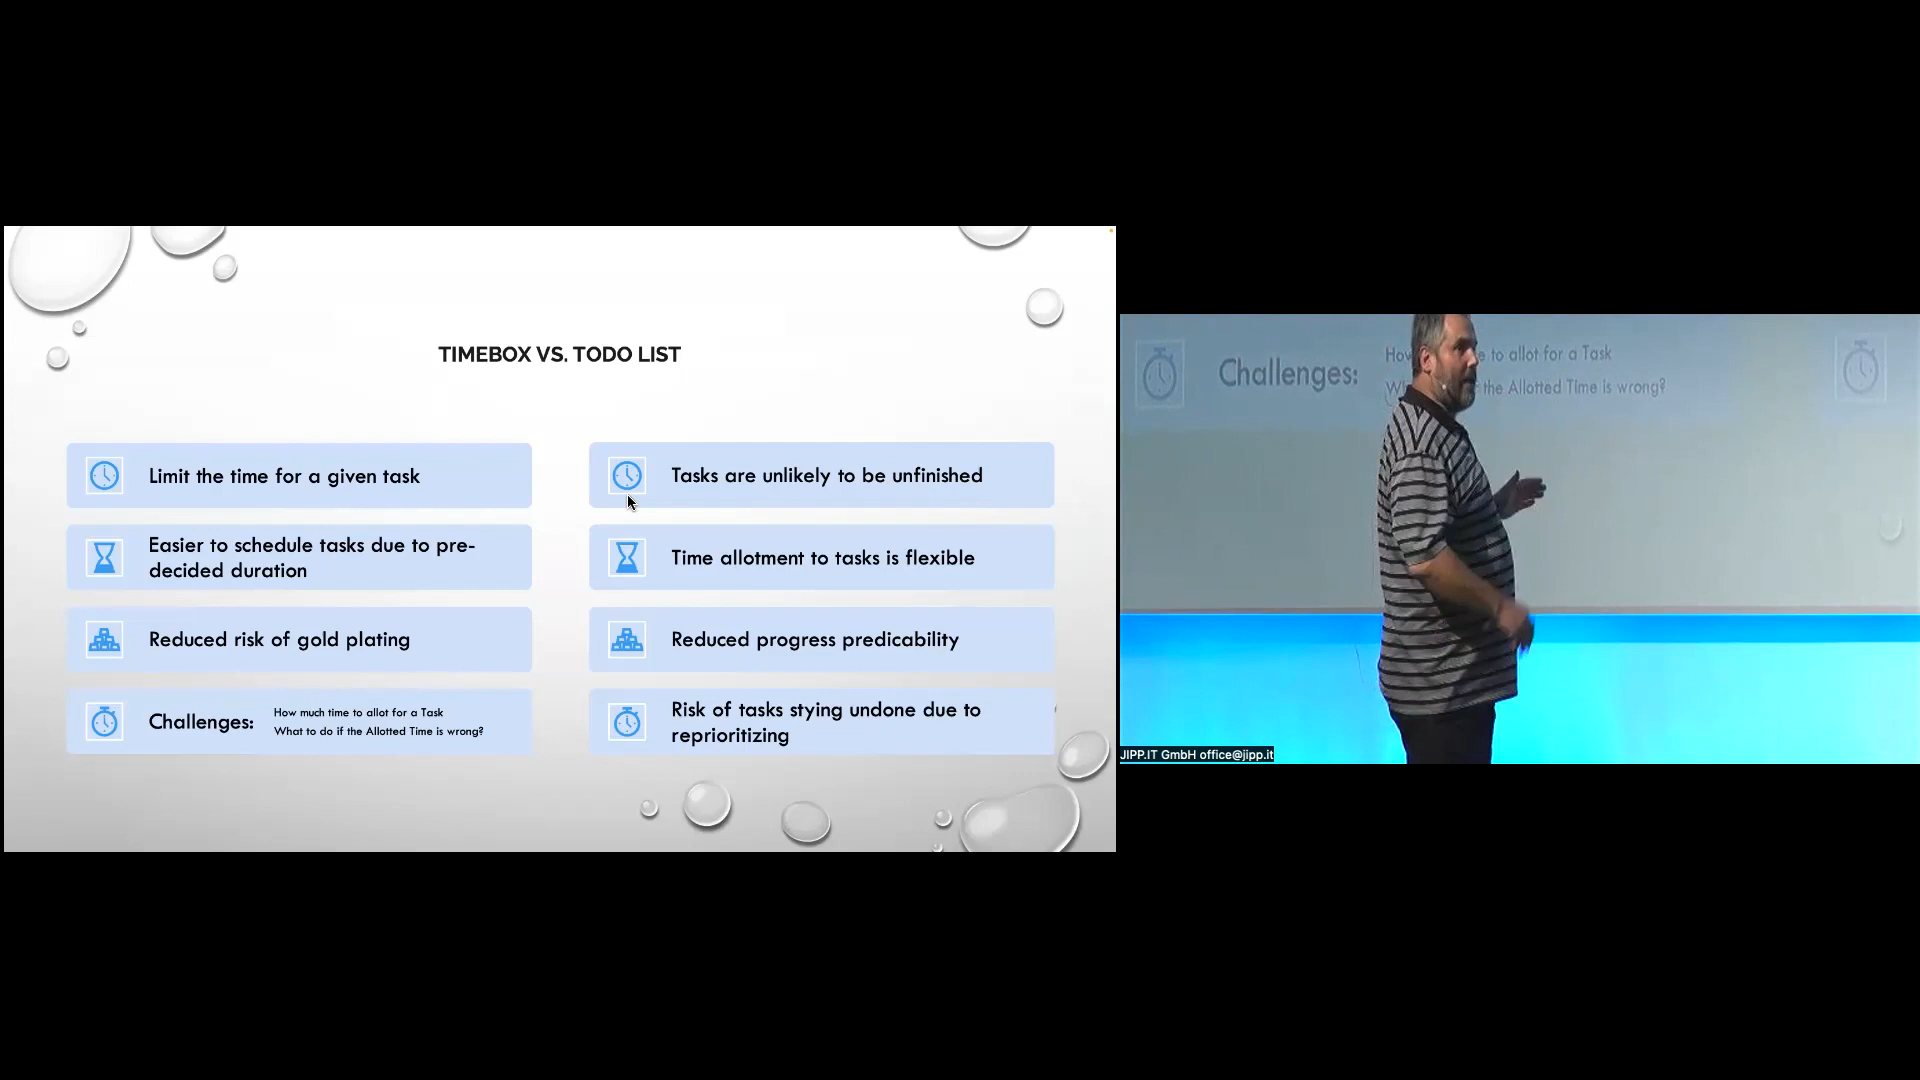 TIMEBOX VS. TODO LIST
Limit the time for a given task
Easier to schedule tasks due to pre-
decided duration
Reduced risk of gold plating
Challenges:
How much time to allot for a Task
What to do if the Allotted Time is wrong?
Tasks are unlikely to be unfinished
Time allotment to tasks is flexible
Reduced progress predicability
Risk of tasks stying undone due to
reprioritizing
Challenges:
e to allot for a Task
the Allotted Time is wrong?
JIPP.IT GmbH office@jipp.it